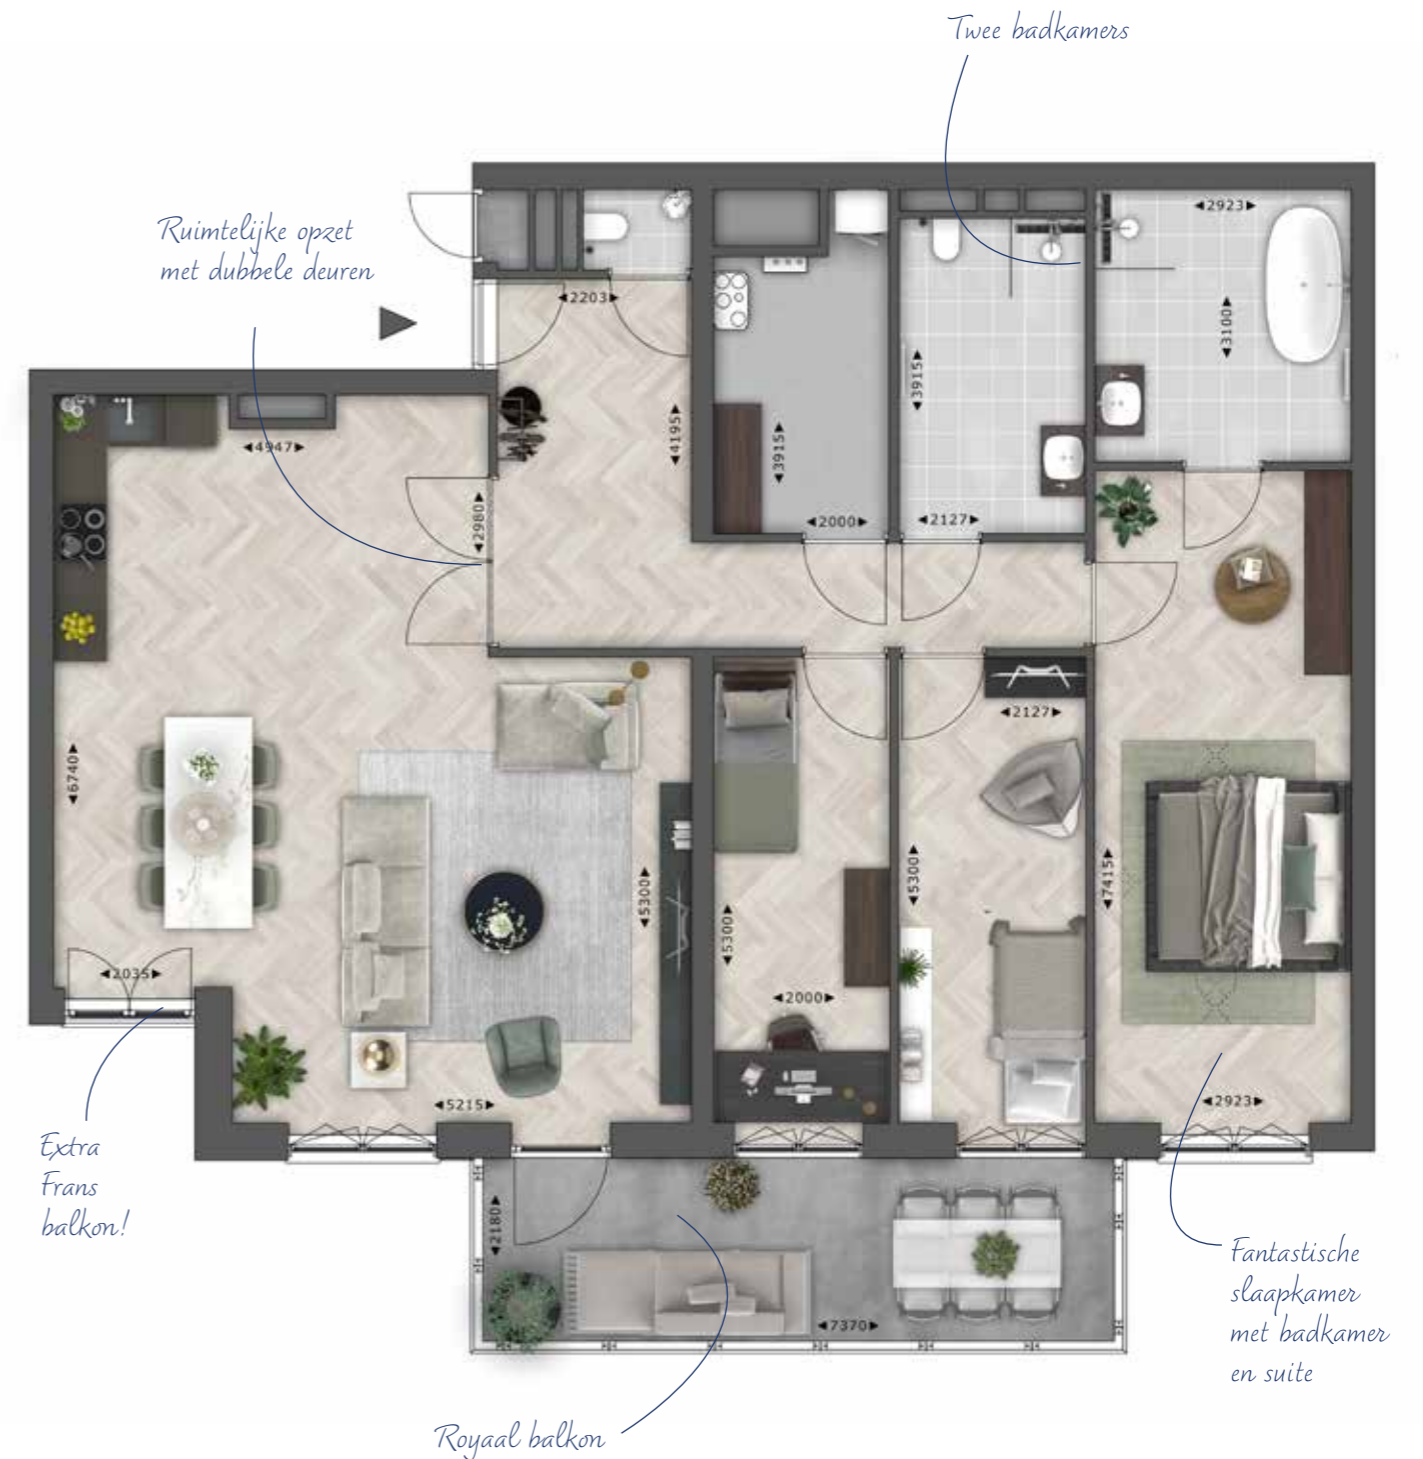 Twee badkamers
Ruimtelijke opzet
met dubbele deuren
2923
2203
3100
3915
4195
4947
3915
2980
2000
2127
2127
6740
5300
5300
5300
7415
2035
2000
5215
2923
Extra
Frans
balkon!
2180
7370
Fantastische
slaapkamer
met badkamer
en suite
Royaal balkon